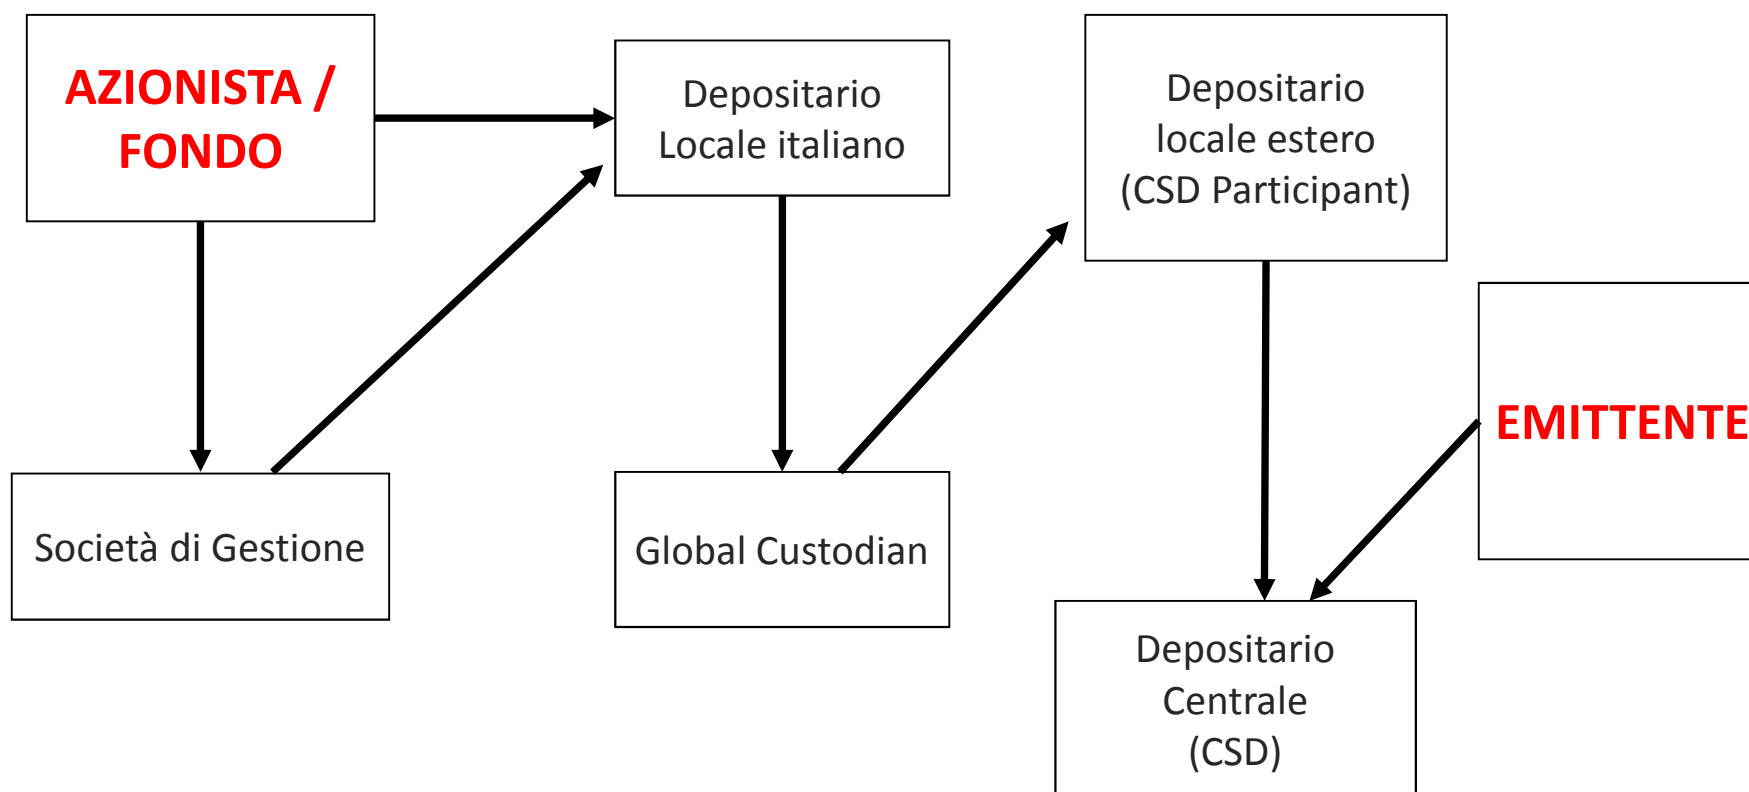 AZIONISTA /
FONDO
Depositario
Locale italiano
Depositario
locale estero
(CSD Participant)
EMITTENTE
Società di Gestione
Global Custodian
Depositario
Centrale
(CSD)